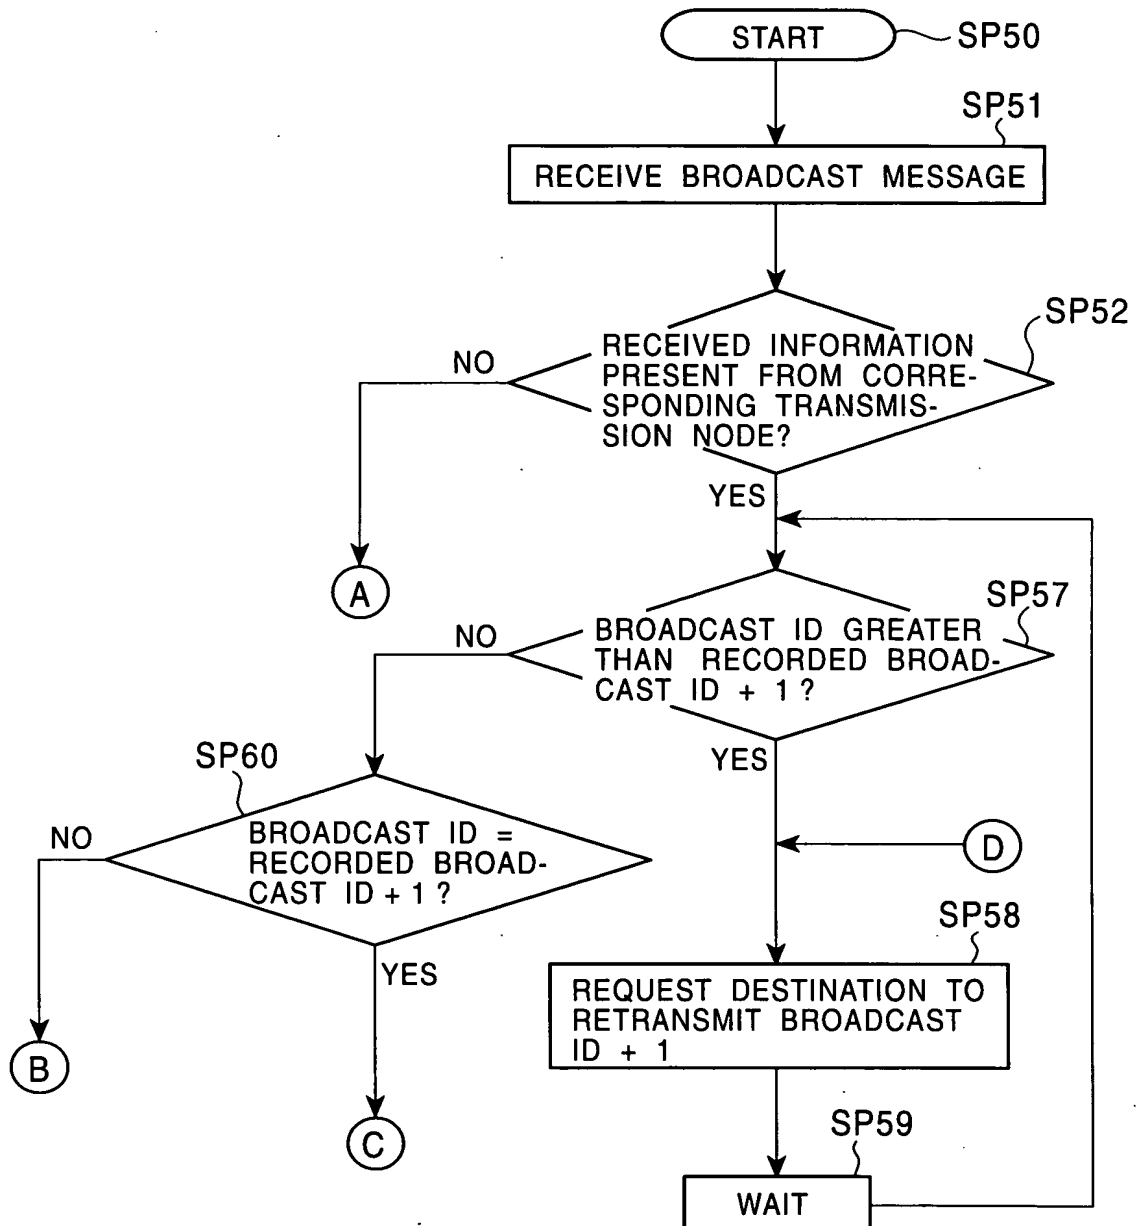 START
SP50
SP51
RECEIVE BROADCAST MESSAGE
SP52
RECEIVED INFORMATION
PRESENT FROM CORRE-
SPONDING TRANSMIS-
SION NODE?
NO
YES
A
SP57
BROADCAST ID GREATER
THAN RECORDED BROAD-
CAST ID + 1 ?
NO
YES
SP60
BROADCAST ID =
RECORDED BROAD-
CAST ID + 1 ?
NO
YES
D
SP58
REQUEST DESTINATION TO
RETRANSMIT BROADCAST
ID + 1
B
C
SP59
WAIT